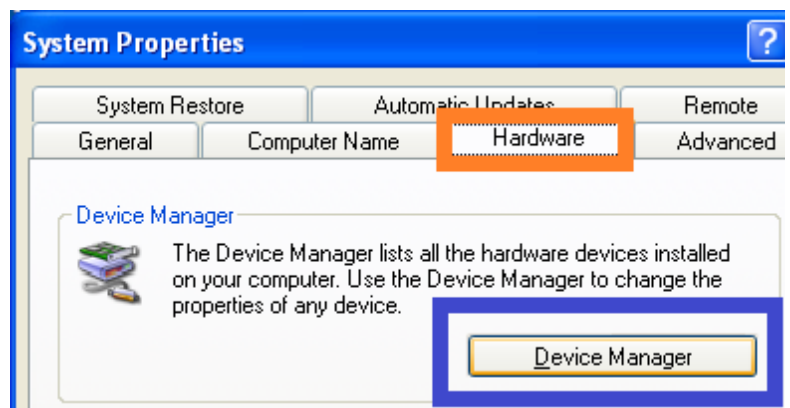 System Properties
?
System Restore Automatic Updates Remote
General Computer Name Hardware Advanced
Device Manager
The Device Manager lists all the hardware devices installed
on your computer. Use the Device Manager to change the
properties of any device.
Device Manager